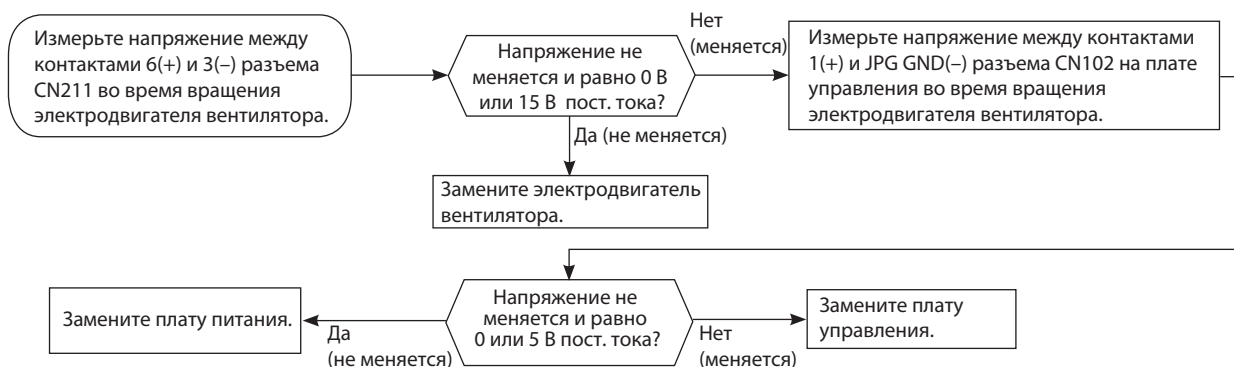 Измерьте напряжение между
контактами 6(+) и 3(–) разъема
CN211 во время вращения
электродвигателя вентилятора.
Напряжение не
меняется и равно 0 В
или 15 В пост. тока?
Нет
(меняется)
Измерьте напряжение между контактами
1(+) и JPG GND(–) разъема CN102 на плате
управления во время вращения
электродвигателя вентилятора.
Да (не меняется)
Замените электродвигатель
вентилятора.
Напряжение не
меняется и равно
0 или 5 В пост. тока?
Да
(не меняется)
Замените плату питания.
Нет
(меняется)
Замените плату
управления.